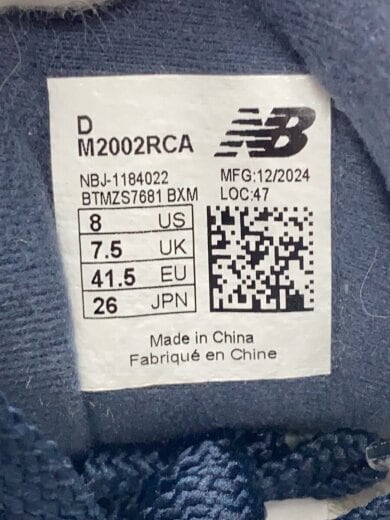 D
M2002RCA
NB
NBJ-1184022
BTMZS7681 BXM
MFG:12/2024
LOC:47
8 US
7.5 UK
41.5 EU
26 JPN
Made in China
Fabriqué en Chine